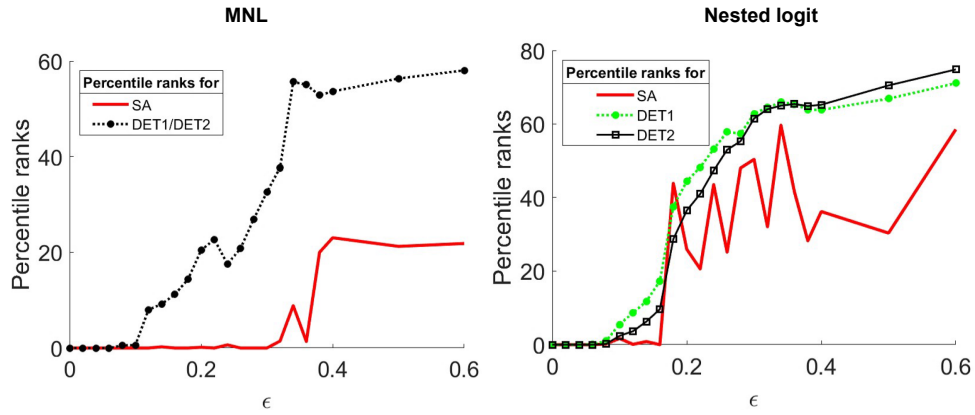 MNL
60
40
20
0
Percentile ranks
Percentile ranks for
SA
DET1/DET2
0
0.2
0.4
0.6
ϵ
Nested logit
80
60
40
20
0
Percentile ranks
Percentile ranks for
SA
DET1
DET2
0
0.2
0.4
0.6
ϵ